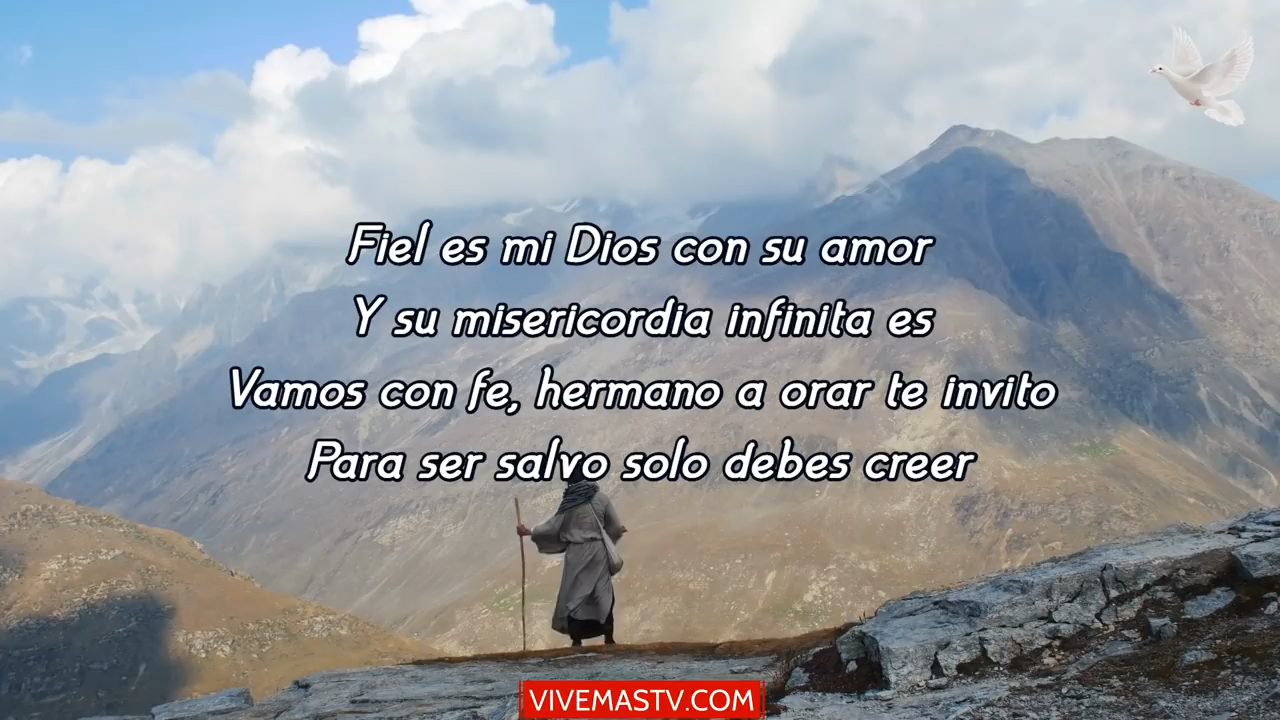 Fiel es mi Dios con su amor
Y su misericordia infinita es
Vamos con fe, hermano a orar te invito
Para ser salvo solo debes creer
VIVEMASTV.COM